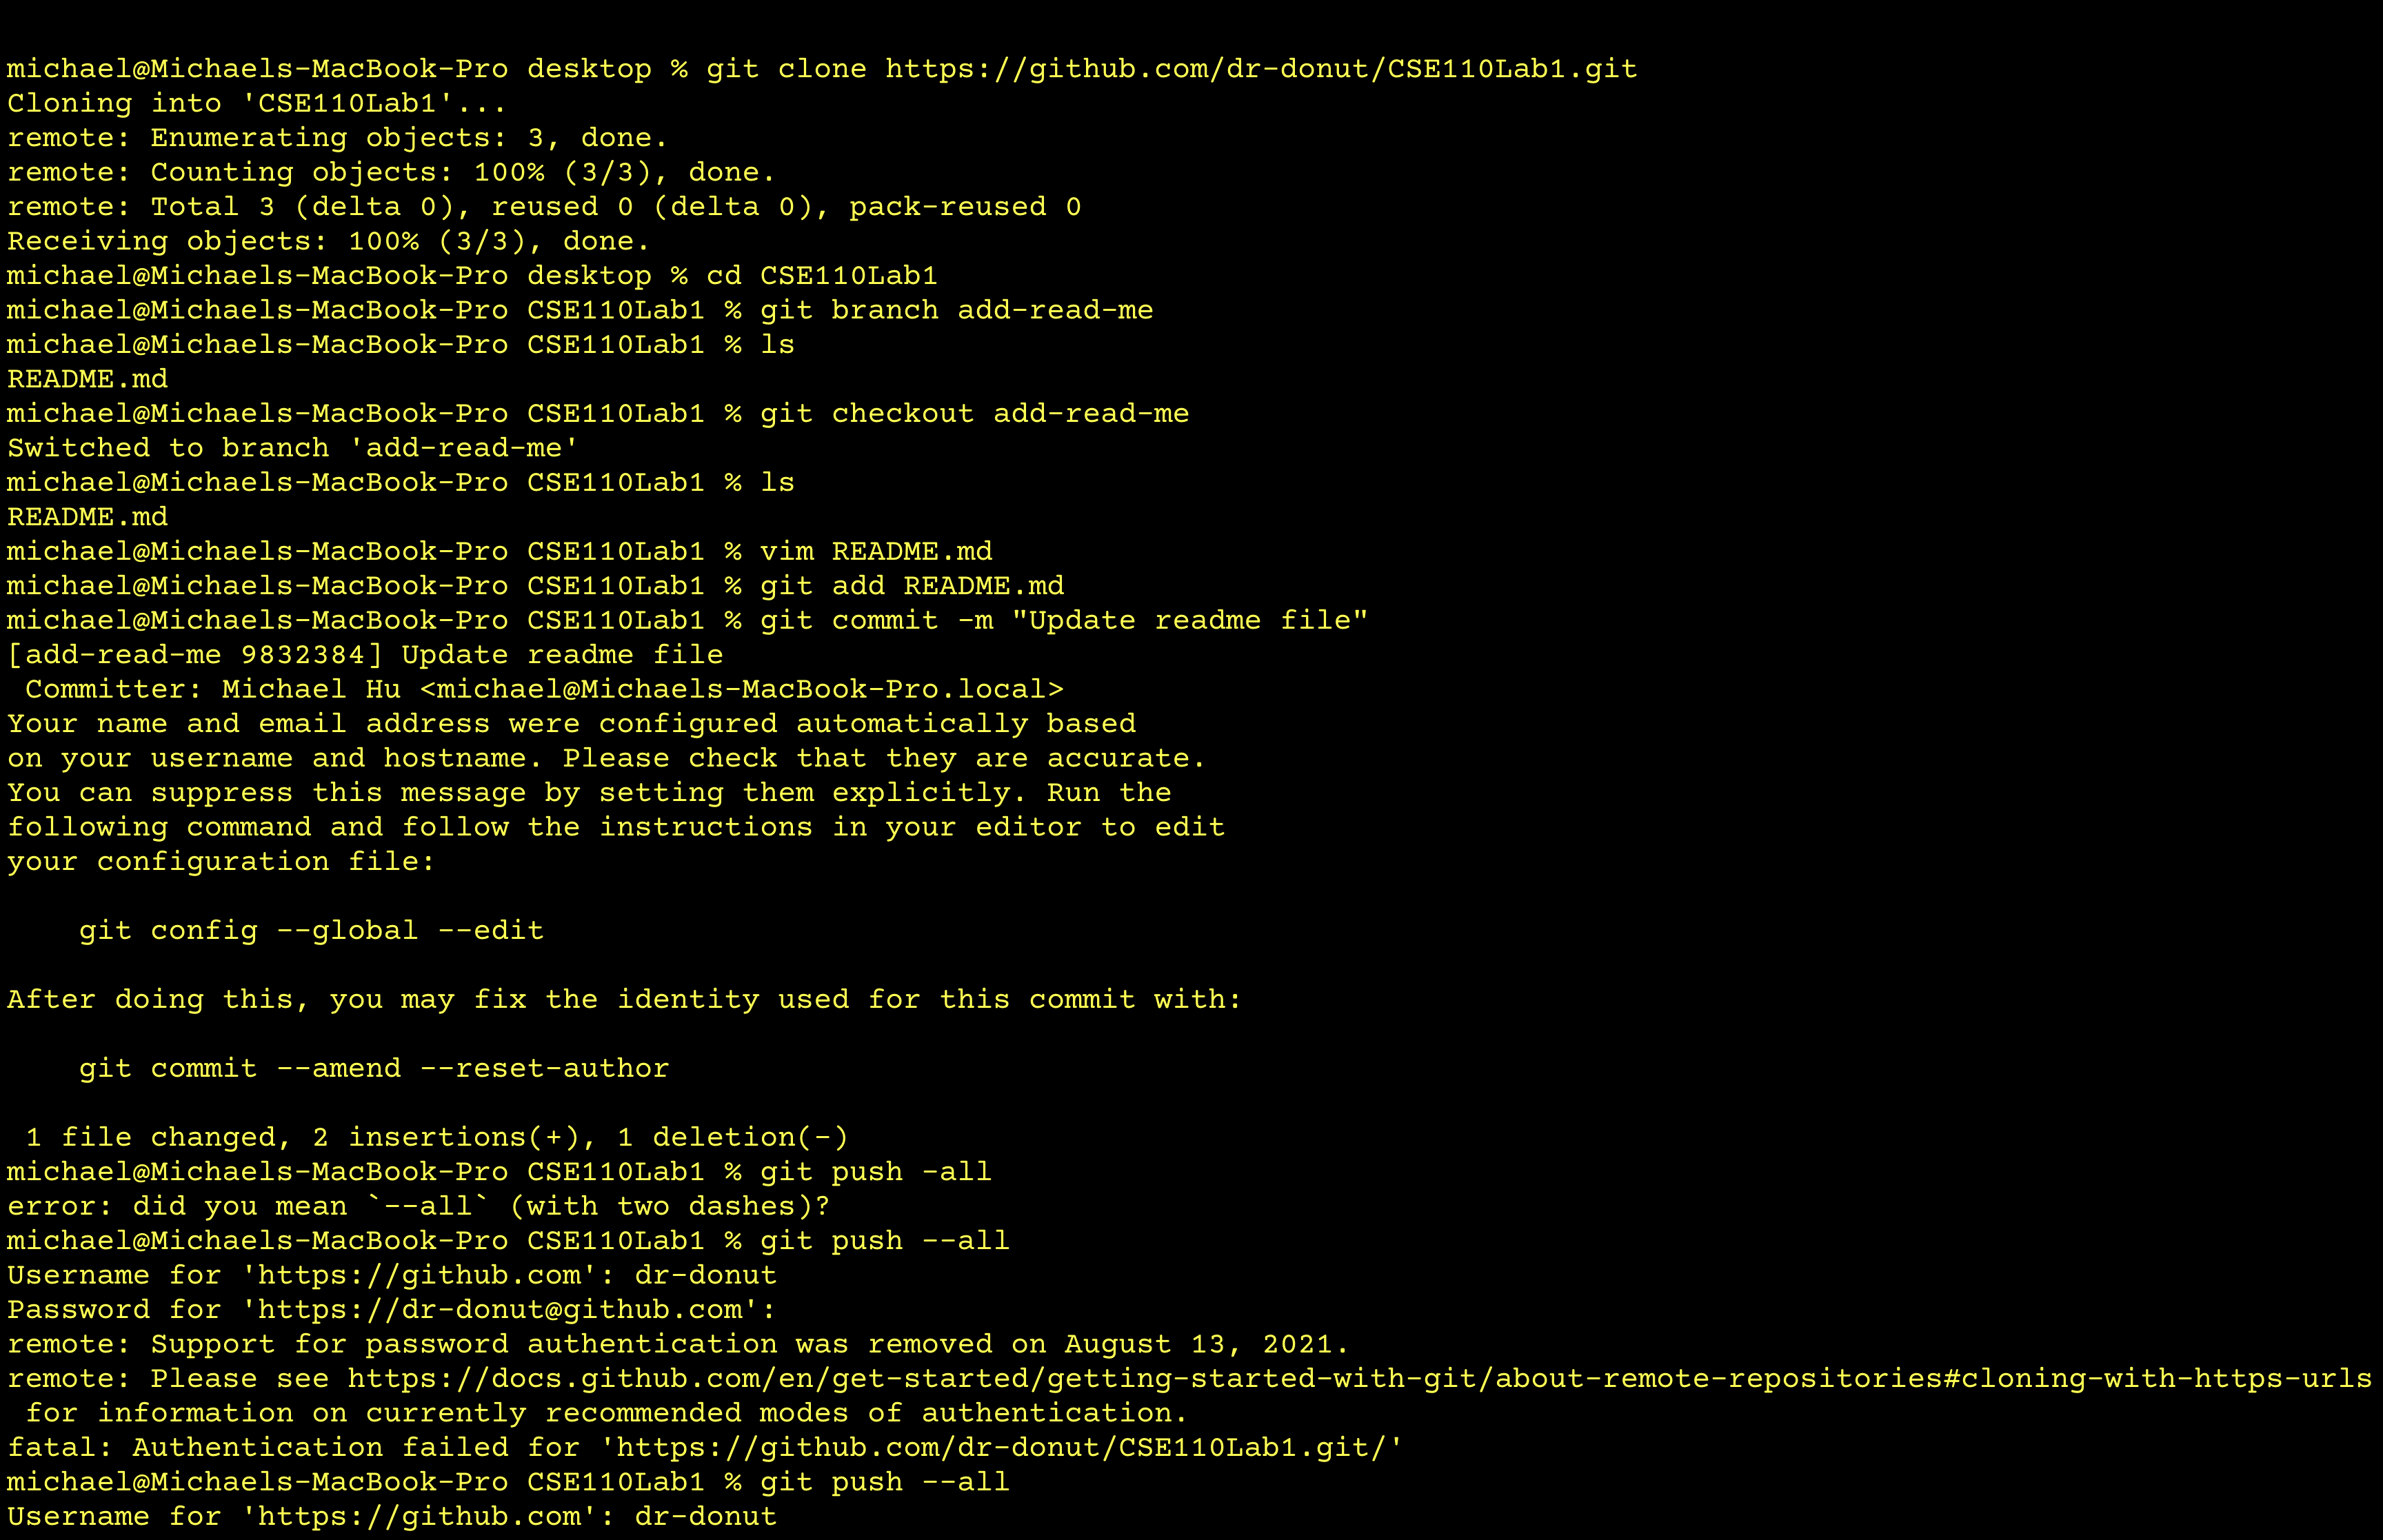 michael@Michaels-MacBook-Pro desktop % git clone https://github.com/dr-donut/CSE110Lab1.git
Cloning into 'CSE110Lab1'...
remote: Enumerating objects: 3, done.
remote: Counting objects: 100% (3/3), done.
remote: Total 3 (delta 0), reused 0 (delta 0), pack-reused 0
Receiving objects: 100% (3/3), done.
michael@Michaels-MacBook-Pro desktop % cd CSE110Lab1
michael@Michaels-MacBook-Pro CSE110Lab1 % git branch add-read-me
michael@Michaels-MacBook-Pro CSE110Lab1 % ls
README.md
michael@Michaels-MacBook-Pro CSE110Lab1 % git checkout add-read-me
Switched to branch 'add-read-me'
michael@Michaels-MacBook-Pro CSE110Lab1 % ls
README.md
michael@Michaels-MacBook-Pro CSE110Lab1 % vim README.md
michael@Michaels-MacBook-Pro CSE110Lab1 % git add README.md
michael@Michaels-MacBook-Pro CSE110Lab1 % git commit -m "Update readme file"
[add-read-me 9832384] Update readme file
 Committer: Michael Hu <michael@Michaels-MacBook-Pro.local>
Your name and email address were configured automatically based
on your username and hostname. Please check that they are accurate.
You can suppress this message by setting them explicitly. Run the
following command and follow the instructions in your editor to edit
your configuration file:

    git config --global --edit

After doing this, you may fix the identity used for this commit with:

    git commit --amend --reset-author

 1 file changed, 2 insertions(+), 1 deletion(-)
michael@Michaels-MacBook-Pro CSE110Lab1 % git push -all
error: did you mean `--all` (with two dashes)?
michael@Michaels-MacBook-Pro CSE110Lab1 % git push --all
Username for 'https://github.com': dr-donut
Password for 'https://dr-donut@github.com':
remote: Support for password authentication was removed on August 13, 2021.
remote: Please see https://docs.github.com/en/get-started/getting-started-with-git/about-remote-repositories#cloning-with-https-urls
 for information on currently recommended modes of authentication.
fatal: Authentication failed for 'https://github.com/dr-donut/CSE110Lab1.git/'
michael@Michaels-MacBook-Pro CSE110Lab1 % git push --all
Username for 'https://github.com': dr-donut